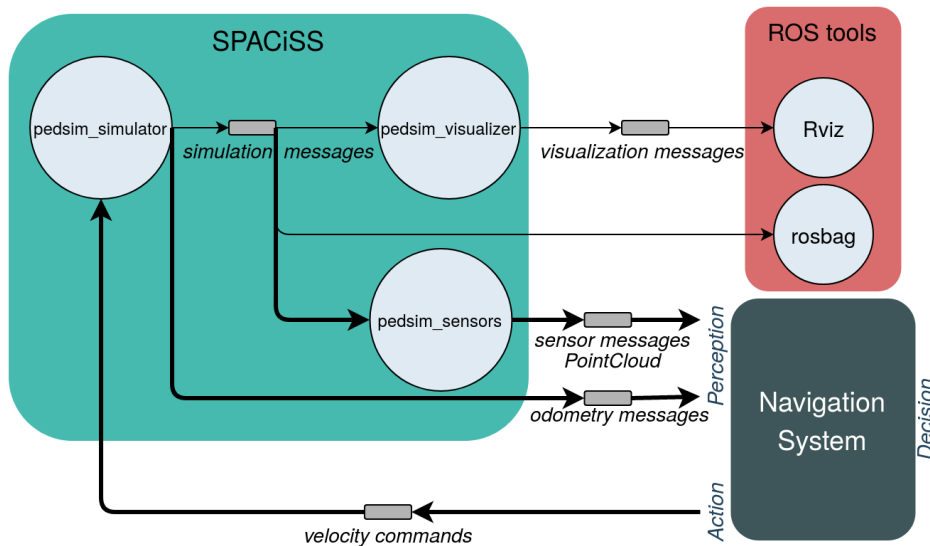 SPACiSS
ROS tools
pedsim_simulator
pedsim_visualizer
Rviz
simulation messages
visualization messages
rosbag
pedsim_sensors
sensor messages
PointCloud
Perception
odometry messages
Navigation
System
Decision
Action
velocity commands